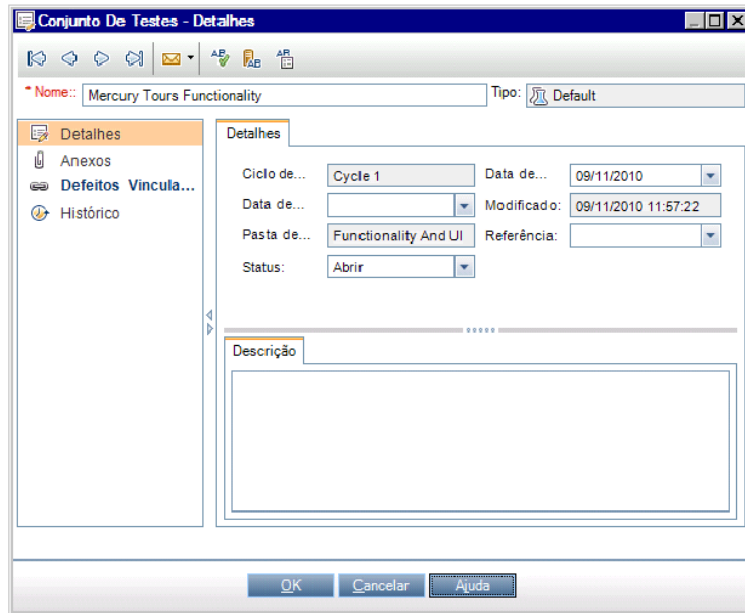 Conjunto De Testes - Detalhes
* Nome:: Mercury Tours Functionality Tipo: Default
Detalhes
Anexos
Defeitos Vincula...
Histórico
Detalhes
Ciclo de... Cycle 1 Data de... 09/11/2010
Data de... Modificado: 09/11/2010 11:57:22
Pasta de... Functionality And UI Referência:
Status: Abrir
Descrição
OK Cancelar Ajuda